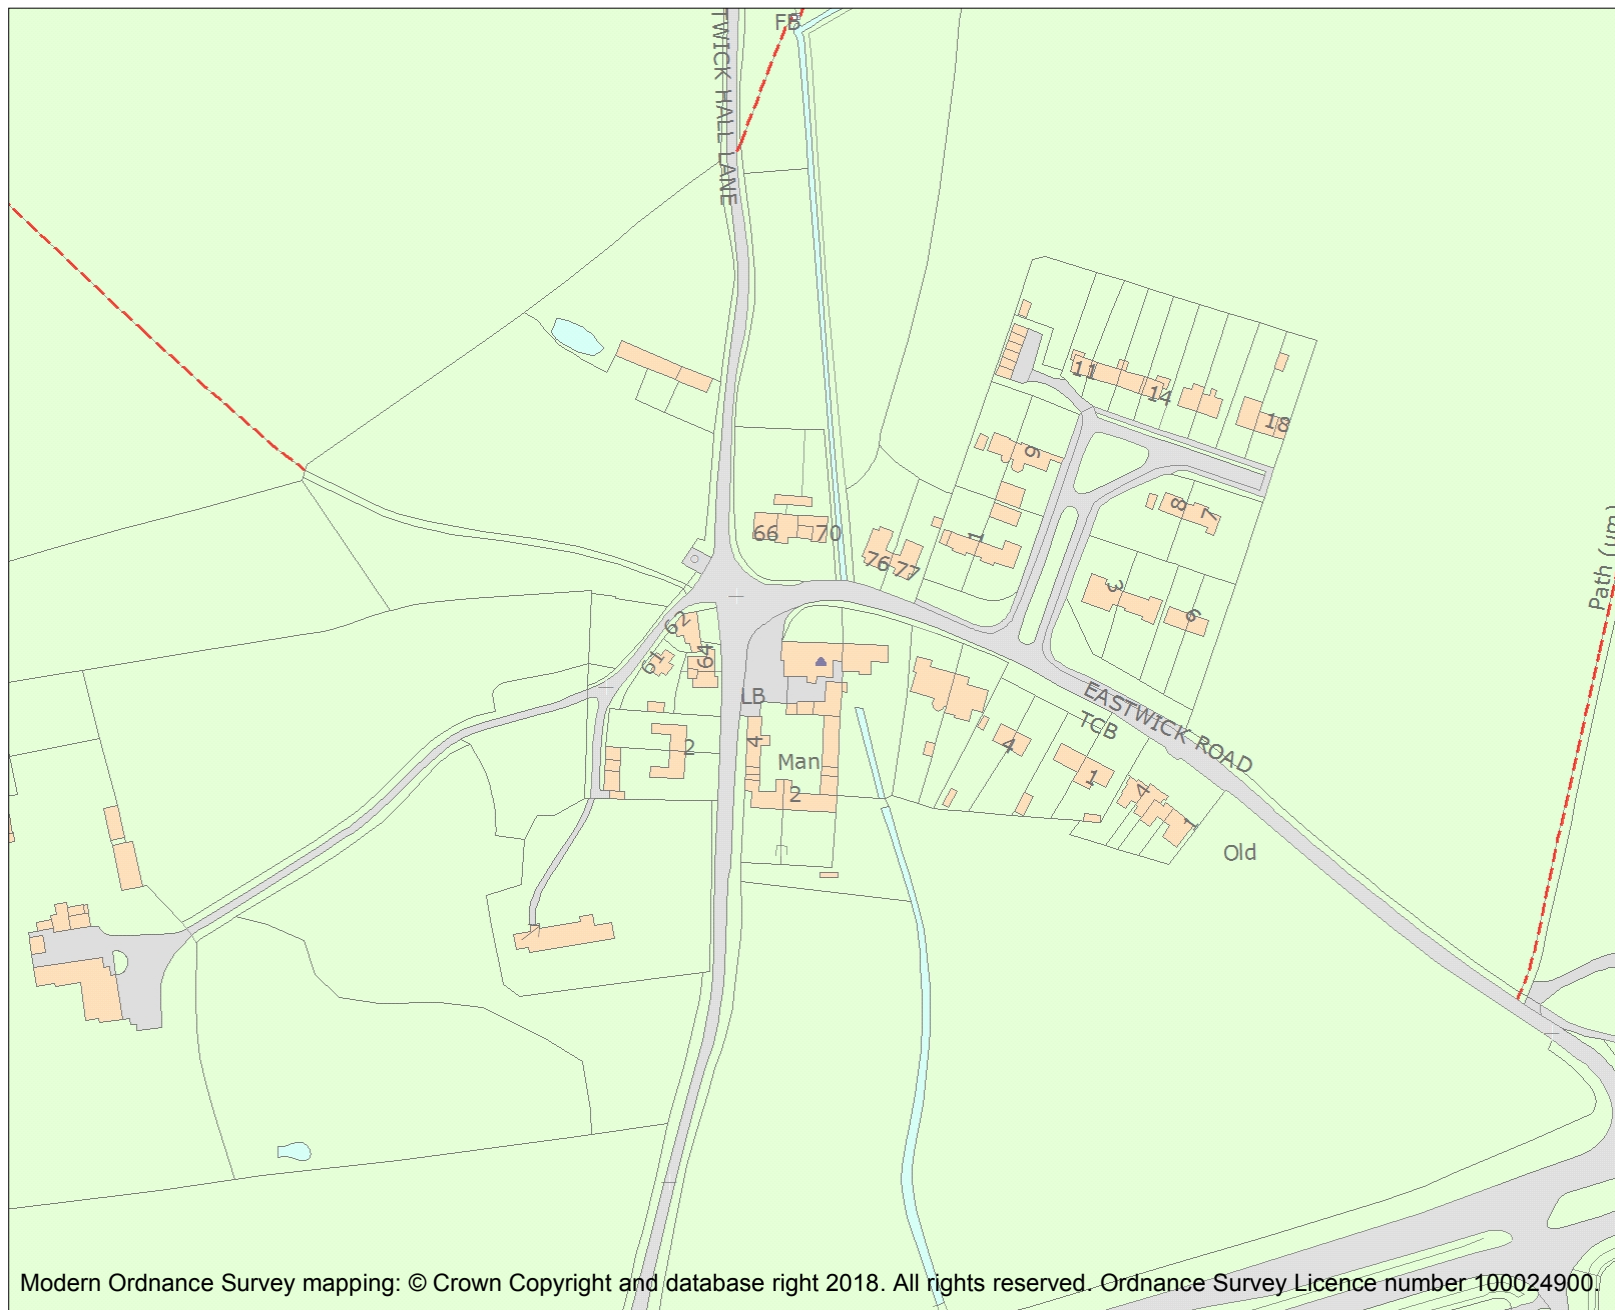 FB
TWICK HALL LANE
11
14
18
9
8
7
66
70
1
76
77
Path (um)
3
6
62
61
64
LB
EASTWICK ROAD
TCB
4
2
4
Man
1
2
4
1
Old
Modern Ordnance Survey mapping: © Crown Copyright and database right 2018. All rights reserved. Ordnance Survey Licence number 100024900.